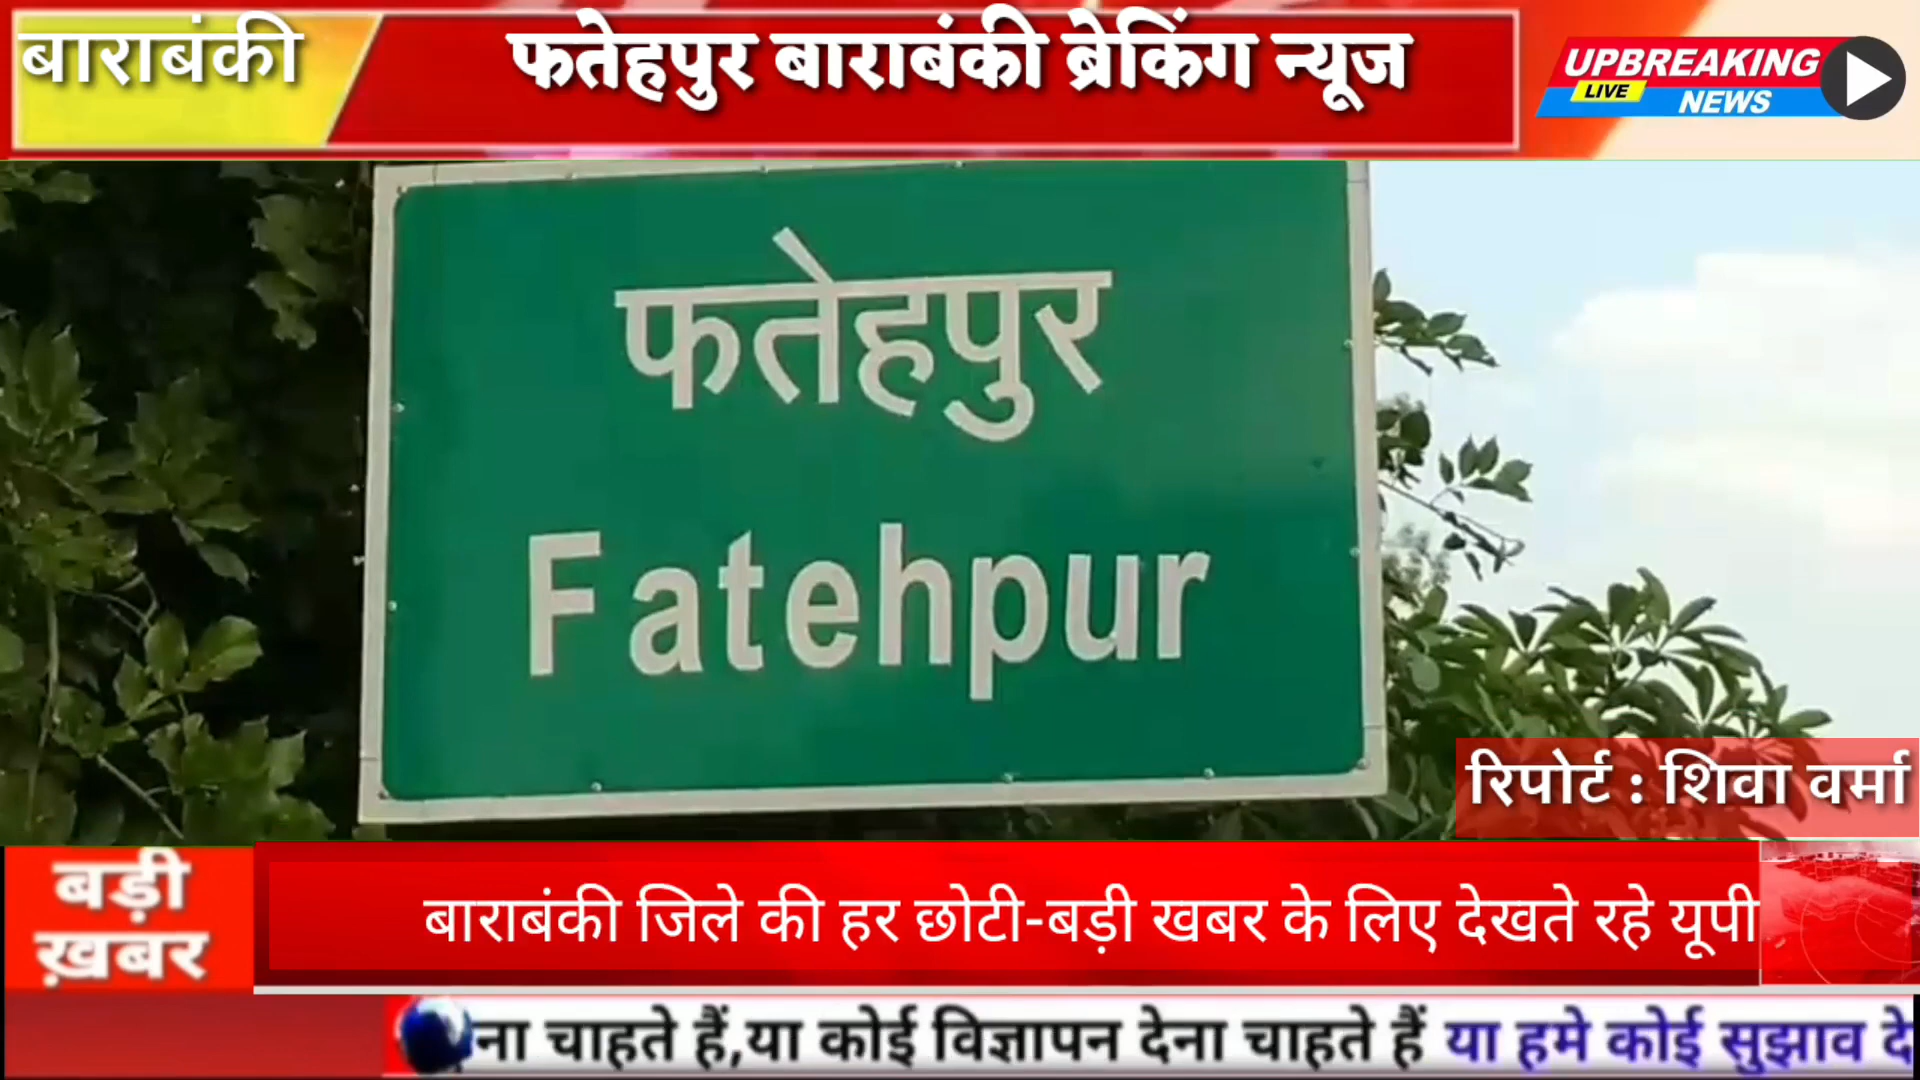 बाराबंकी
फतेहपुर बाराबंकी ब्रेकिंग न्यूज
UPBREAKING
LIVE
NEWS
फतेहपुर
Fatehpur
रिपोर्ट : शिवा वर्मा
बड़ी
ख़बर
बाराबंकी जिले की हर छोटी-बड़ी खबर के लिए देखते रहे यूपी
ना चाहते हैं,या कोई विज्ञापन देना चाहते हैं या हमे कोई सुझाव दे